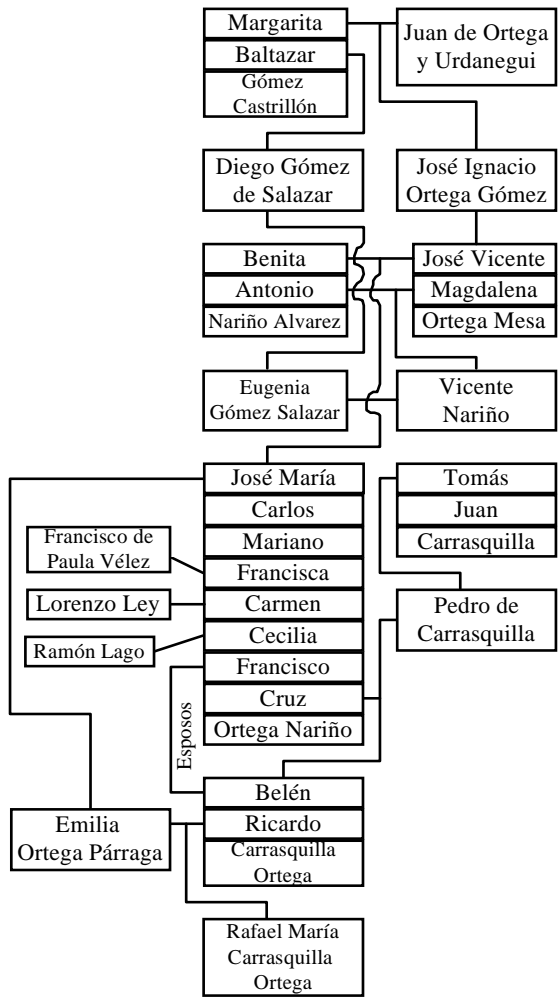 Margarita
Baltazar
Gómez
Castrillón
Juan de Ortega
y Urdanegui
Diego Gómez
de Salazar
José Ignacio
Ortega Gómez
Benita
Antonio
Nariño Alvarez
José Vicente
Magdalena
Ortega Mesa
Eugenia
Gómez Salazar
Vicente
Nariño
José María
Carlos
Mariano
Francisca
Carmen
Cecilia
Francisco
Cruz
Ortega Nariño
Tomás
Juan
Carrasquilla
Francisco de
Paula Vélez
Lorenzo Ley
Ramón Lago
Pedro de
Carrasquilla
Esposos
Belén
Ricardo
Carrasquilla
Ortega
Emilia
Ortega Párraga
Rafael María
Carrasquilla
Ortega